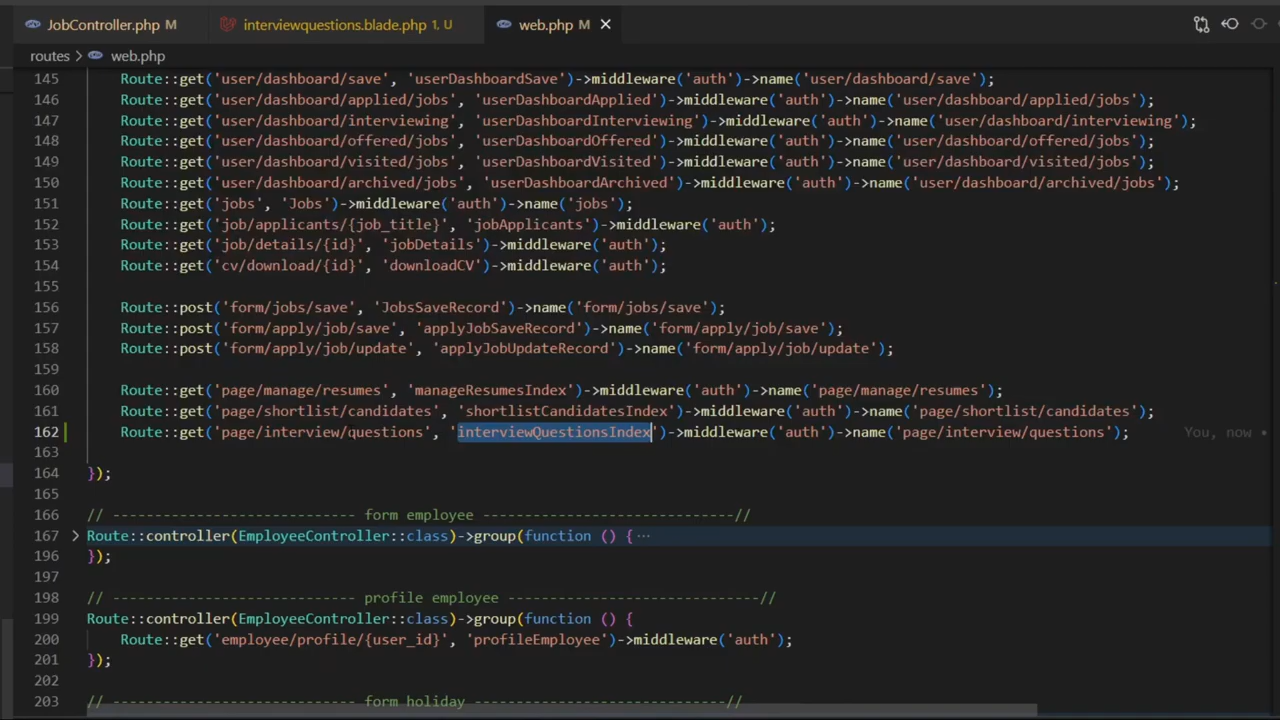 JobController.php M interviewquestions.blade.php 1, U web.php M
routes > web.php
145 Route::get('user/dashboard/save', 'userDashboardSave')->middleware('auth')->name('user/dashboard/save');
146 Route::get('user/dashboard/applied/jobs', 'userDashboardApplied')->middleware('auth')->name('user/dashboard/applied/jobs');
147 Route::get('user/dashboard/interviewing', 'userDashboardInterviewing')->middleware('auth')->name('user/dashboard/interviewing');
148 Route::get('user/dashboard/offered/jobs', 'userDashboardOffered')->middleware('auth')->name('user/dashboard/offered/jobs');
149 Route::get('user/dashboard/visited/jobs', 'userDashboardVisited')->middleware('auth')->name('user/dashboard/visited/jobs');
150 Route::get('user/dashboard/archived/jobs', 'userDashboardArchived')->middleware('auth')->name('user/dashboard/archived/jobs');
151 Route::get('jobs', 'Jobs')->middleware('auth')->name('jobs');
152 Route::get('job/applicants/{job_title}', 'jobApplicants')->middleware('auth');
153 Route::get('job/details/{id}', 'jobDetails')->middleware('auth');
154 Route::get('cv/download/{id}', 'downloadCV')->middleware('auth');
155
156 Route::post('form/jobs/save', 'JobsSaveRecord')->name('form/jobs/save');
157 Route::post('form/apply/job/save', 'applyJobSaveRecord')->name('form/apply/job/save');
158 Route::post('form/apply/job/update', 'applyJobUpdateRecord')->name('form/apply/job/update');
159
160 Route::get('page/manage/resumes', 'manageResumesIndex')->middleware('auth')->name('page/manage/resumes');
161 Route::get('page/shortlist/candidates', 'shortlistCandidatesIndex')->middleware('auth')->name('page/shortlist/candidates');
162 Route::get('page/interview/questions', 'interviewQuestionsIndex')->middleware('auth')->name('page/interview/questions'); You, now •
163
164 });
165
166 // ---------------------------- form employee ------------------------------//
167 Route::controller(EmployeeController::class)->group(function () { ...
196 });
197
198 // ---------------------------- profile employee ------------------------------//
199 Route::controller(EmployeeController::class)->group(function () {
200 Route::get('employee/profile/{user_id}', 'profileEmployee')->middleware('auth');
201 });
202
203 // ---------------------------- form holiday ------------------------------//